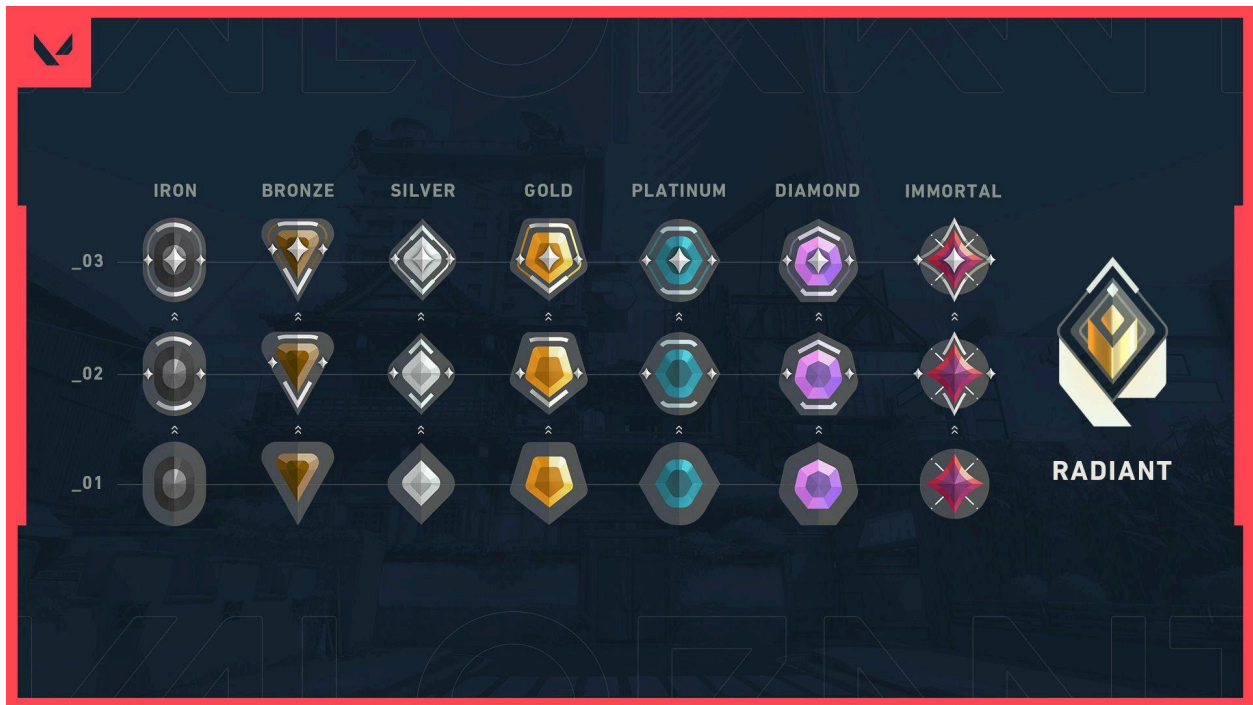 IRON BRONZE SILVER GOLD PLATINUM DIAMOND IMMORTAL
_03
_02
_01
RADIANT